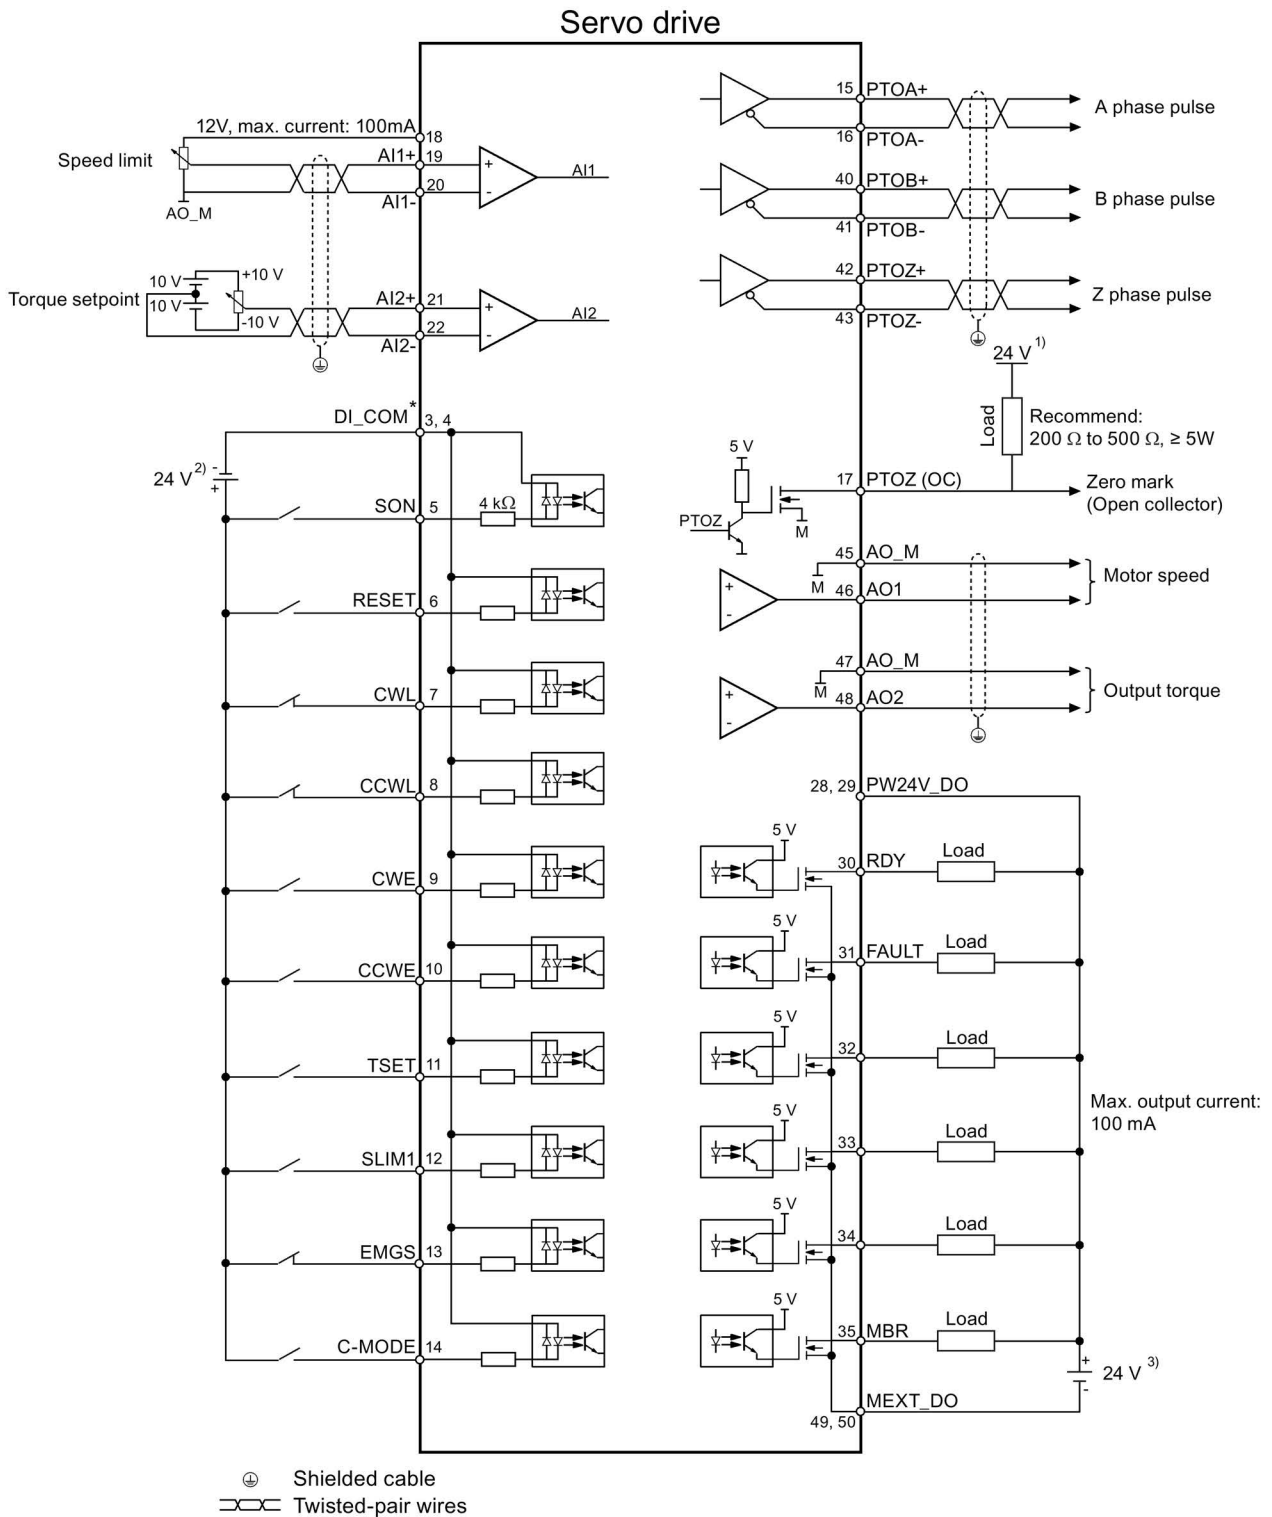 Servo drive
12V, max. current: 100mA
18
Speed limit
AI1+
19
+
AI1
20
-
AI1-
AO_M
10 V
+10 V
Torque setpoint
10 V
-10 V
AI2+
21
+
AI2
22
-
AI2-
DI_COM*
3, 4
24 V 2)
-
+
SON
5
4 kΩ
RESET
6
CWL
7
CCWL
8
CWE
9
CCWE
10
TSET
11
SLIM1
12
EMGS
13
C-MODE
14
15
PTOA+
A phase pulse
16
PTOA-
40
PTOB+
B phase pulse
41
PTOB-
42
PTOZ+
Z phase pulse
43
PTOZ-
24 V 1)
Load
Recommend:
200 Ω to 500 Ω, ≥ 5W
5 V
17
PTOZ (OC)
Zero mark
(Open collector)
PTOZ
M
45
AO_M
M
Motor speed
+
-
46
AO1
47
AO_M
M
Output torque
+
-
48
AO2
28, 29
PW24V_DO
5 V
30
RDY
Load
5 V
31
FAULT
Load
5 V
32
Load
Max. output current:
100 mA
5 V
33
Load
5 V
34
Load
5 V
35
MBR
Load
+
24 V 3)
-
MEXT_DO
49, 50
Shielded cable
Twisted-pair wires